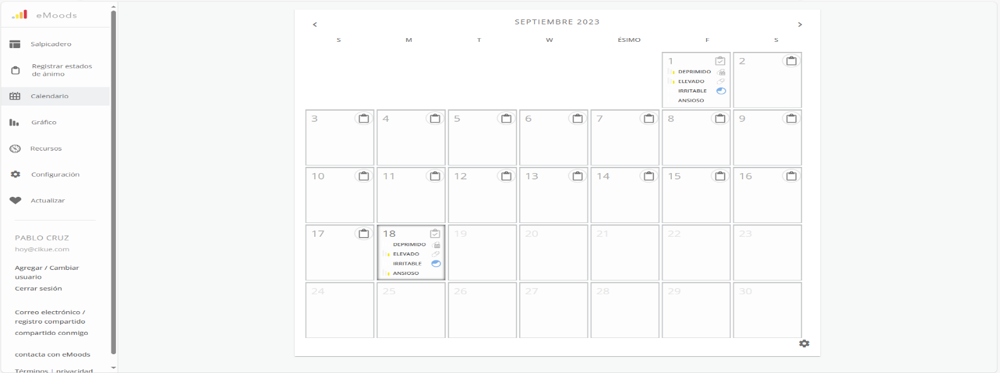 eMoods
Salpicadero
Registrar estados
de ánimo
Calendario
Gráfico
Recursos
Configuración
Actualizar
PABLO CRUZ
hoy@clkue.com
Agregar / Cambiar
usuario
Cerrar sesión
Correo electrónico /
registro compartido
compartido conmigo
contacta con eMoods
Términos | privacidad
SEPTIEMBRE 2023
S M T W ÉSIMO F S
1 2
DEPRIMIDO
ELEVADO
IRRITABLE
ANSIOSO
3 4 5 6 7 8 9
10 11 12 13 14 15 16
17 18 19 20 21 22 23
DEPRIMIDO
ELEVADO
IRRITABLE
ANSIOSO
24 25 26 27 28 29 30